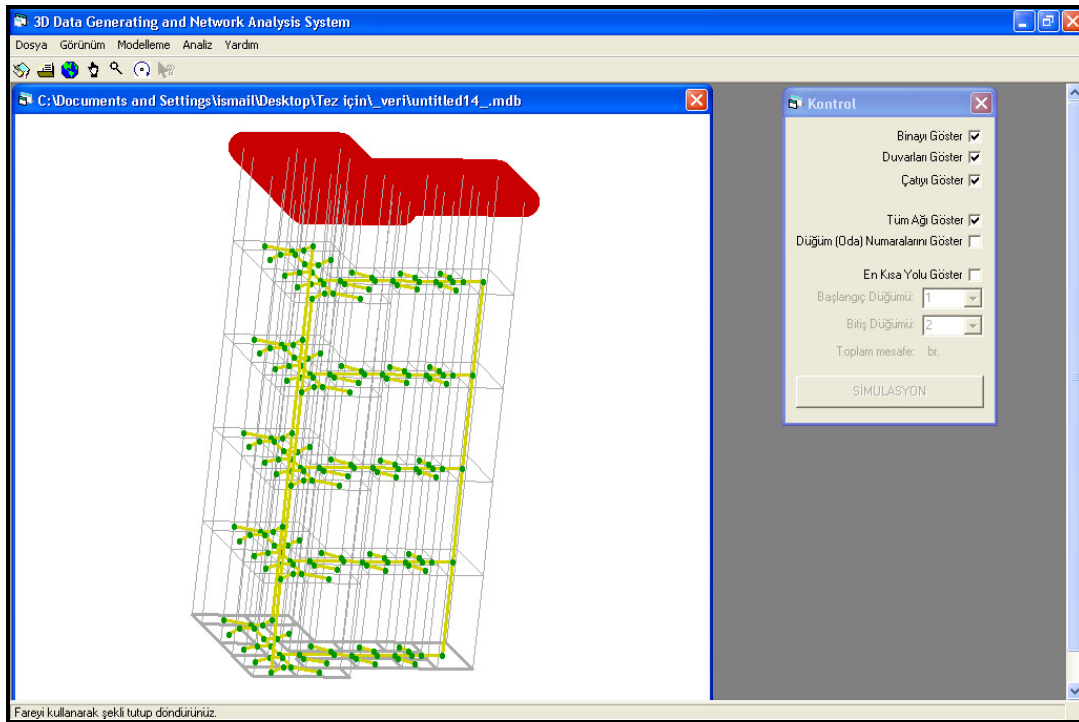 3D Data Generating and Network Analysis System
Dosya Görünüm Modelleme Analiz Yardım
C:\Documents and Settings\ismail\Desktop\Tez için\_veri\untitled14_.mdb
Kontrol
Binayı Göster
Duvarları Göster
Çatıyı Göster
Tüm Ağı Göster
Düğüm (Oda) Numaralarını Göster
En Kısa Yolu Göster
Başlangıç Düğümü: 1
Bitiş Düğümü: 2
Toplam mesafe: br.
SİMULASYON
Fareyi kullanarak şekli tutup döndürünüz.